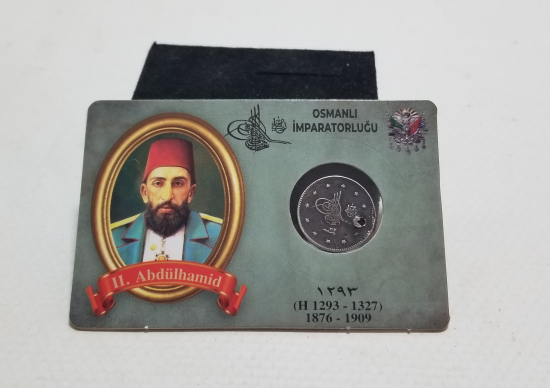 OSMANLI
İMPARATORLUĞU
II. Abdülhamid
١٢٩٣
(H 1293 - 1327)
1876 - 1909